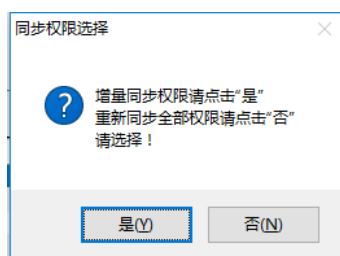 同步权限选择
增量同步权限请点击“是”
重新同步全部权限请点击“否”
请选择！
是(Y)
否(N)